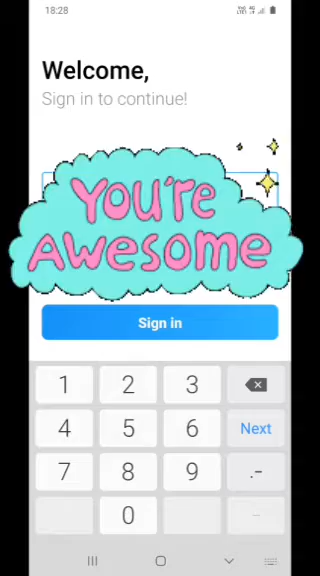 18:28
Welcome,
Sign in to continue!
YOU'RE
AWESOME
Sign in
1 2 3
4 5 6 Next
7 8 9 .-
0